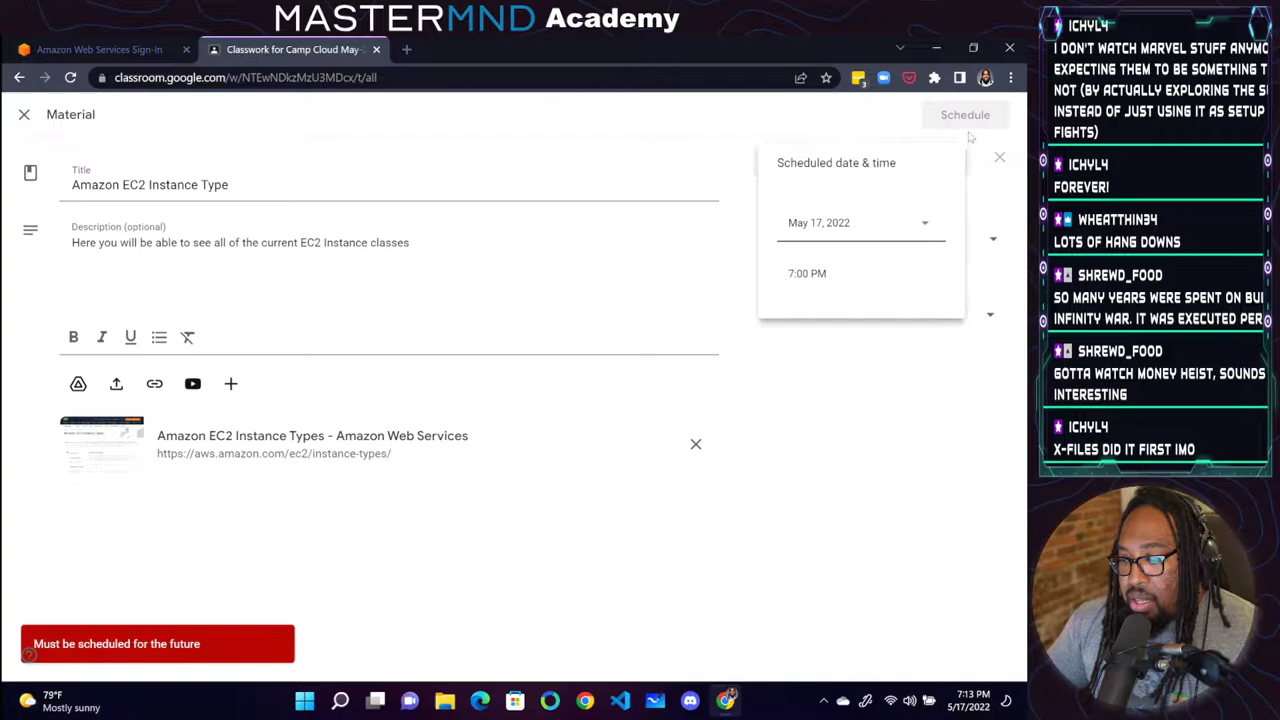 MASTERMND Academy
Amazon Web Services Sign-In
Classwork for Camp Cloud May-
classroom.google.com/w/NTEwNDkzMzU3MDcx/t/all
3
Material
Schedule
Title
Amazon EC2 Instance Type
Description (optional)
Here you will be able to see all of the current EC2 Instance classes
B I U
Scheduled date & time
May 17, 2022
7:00 PM
Amazon EC2 Instance Types - Amazon Web Services
https://aws.amazon.com/ec2/instance-types/
Must be scheduled for the future
79°F
Mostly sunny
7:13 PM
5/17/2022
ICHYL4
I DON'T WATCH MARVEL STUFF ANYMO
EXPECTING THEM TO BE SOMETHING T
NOT (BY ACTUALLY EXPLORING THE S
INSTEAD OF JUST USING IT AS SETUP
FIGHTS)
ICHYL4
FOREVER!
WHEATTHIN34
LOTS OF HANG DOWNS
SHREWD_FOOD
SO MANY YEARS WERE SPENT ON BUI
INFINITY WAR. IT WAS EXECUTED PER
SHREWD_FOOD
GOTTA WATCH MONEY HEIST, SOUNDS
INTERESTING
ICHYL4
X-FILES DID IT FIRST IMO